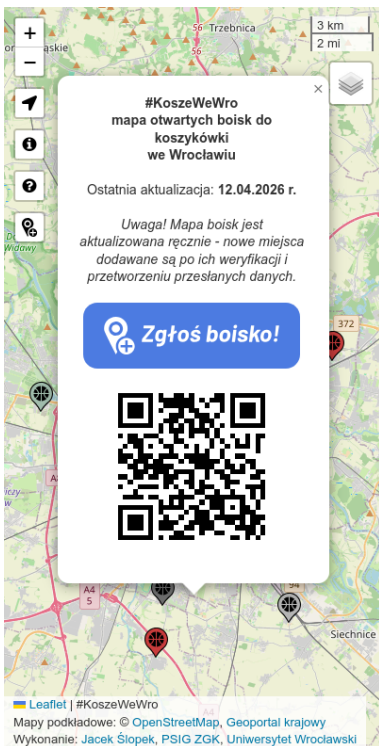 S6
Trzebnica
3 km
2 mi
+
−
×
#KoszeWeWro
mapa otwartych boisk do
koszykówki
we Wrocławiu
Ostatnia aktualizacja: 12.04.2026 r.
Uwaga! Mapa boisk jest
aktualizowana ręcznie - nowe miejsca
dodawane są po ich weryfikacji i
przetworzeniu przesłanych danych.
Widawy
372
Zgłoś boisko!
A4
5
94
Siechnice
Leaflet | #KoszeWeWro
Mapy podkładowe: © OpenStreetMap, Geoportal krajowy
Wykonanie: Jacek Ślopek, PSIG ZGK, Uniwersytet Wrocławski